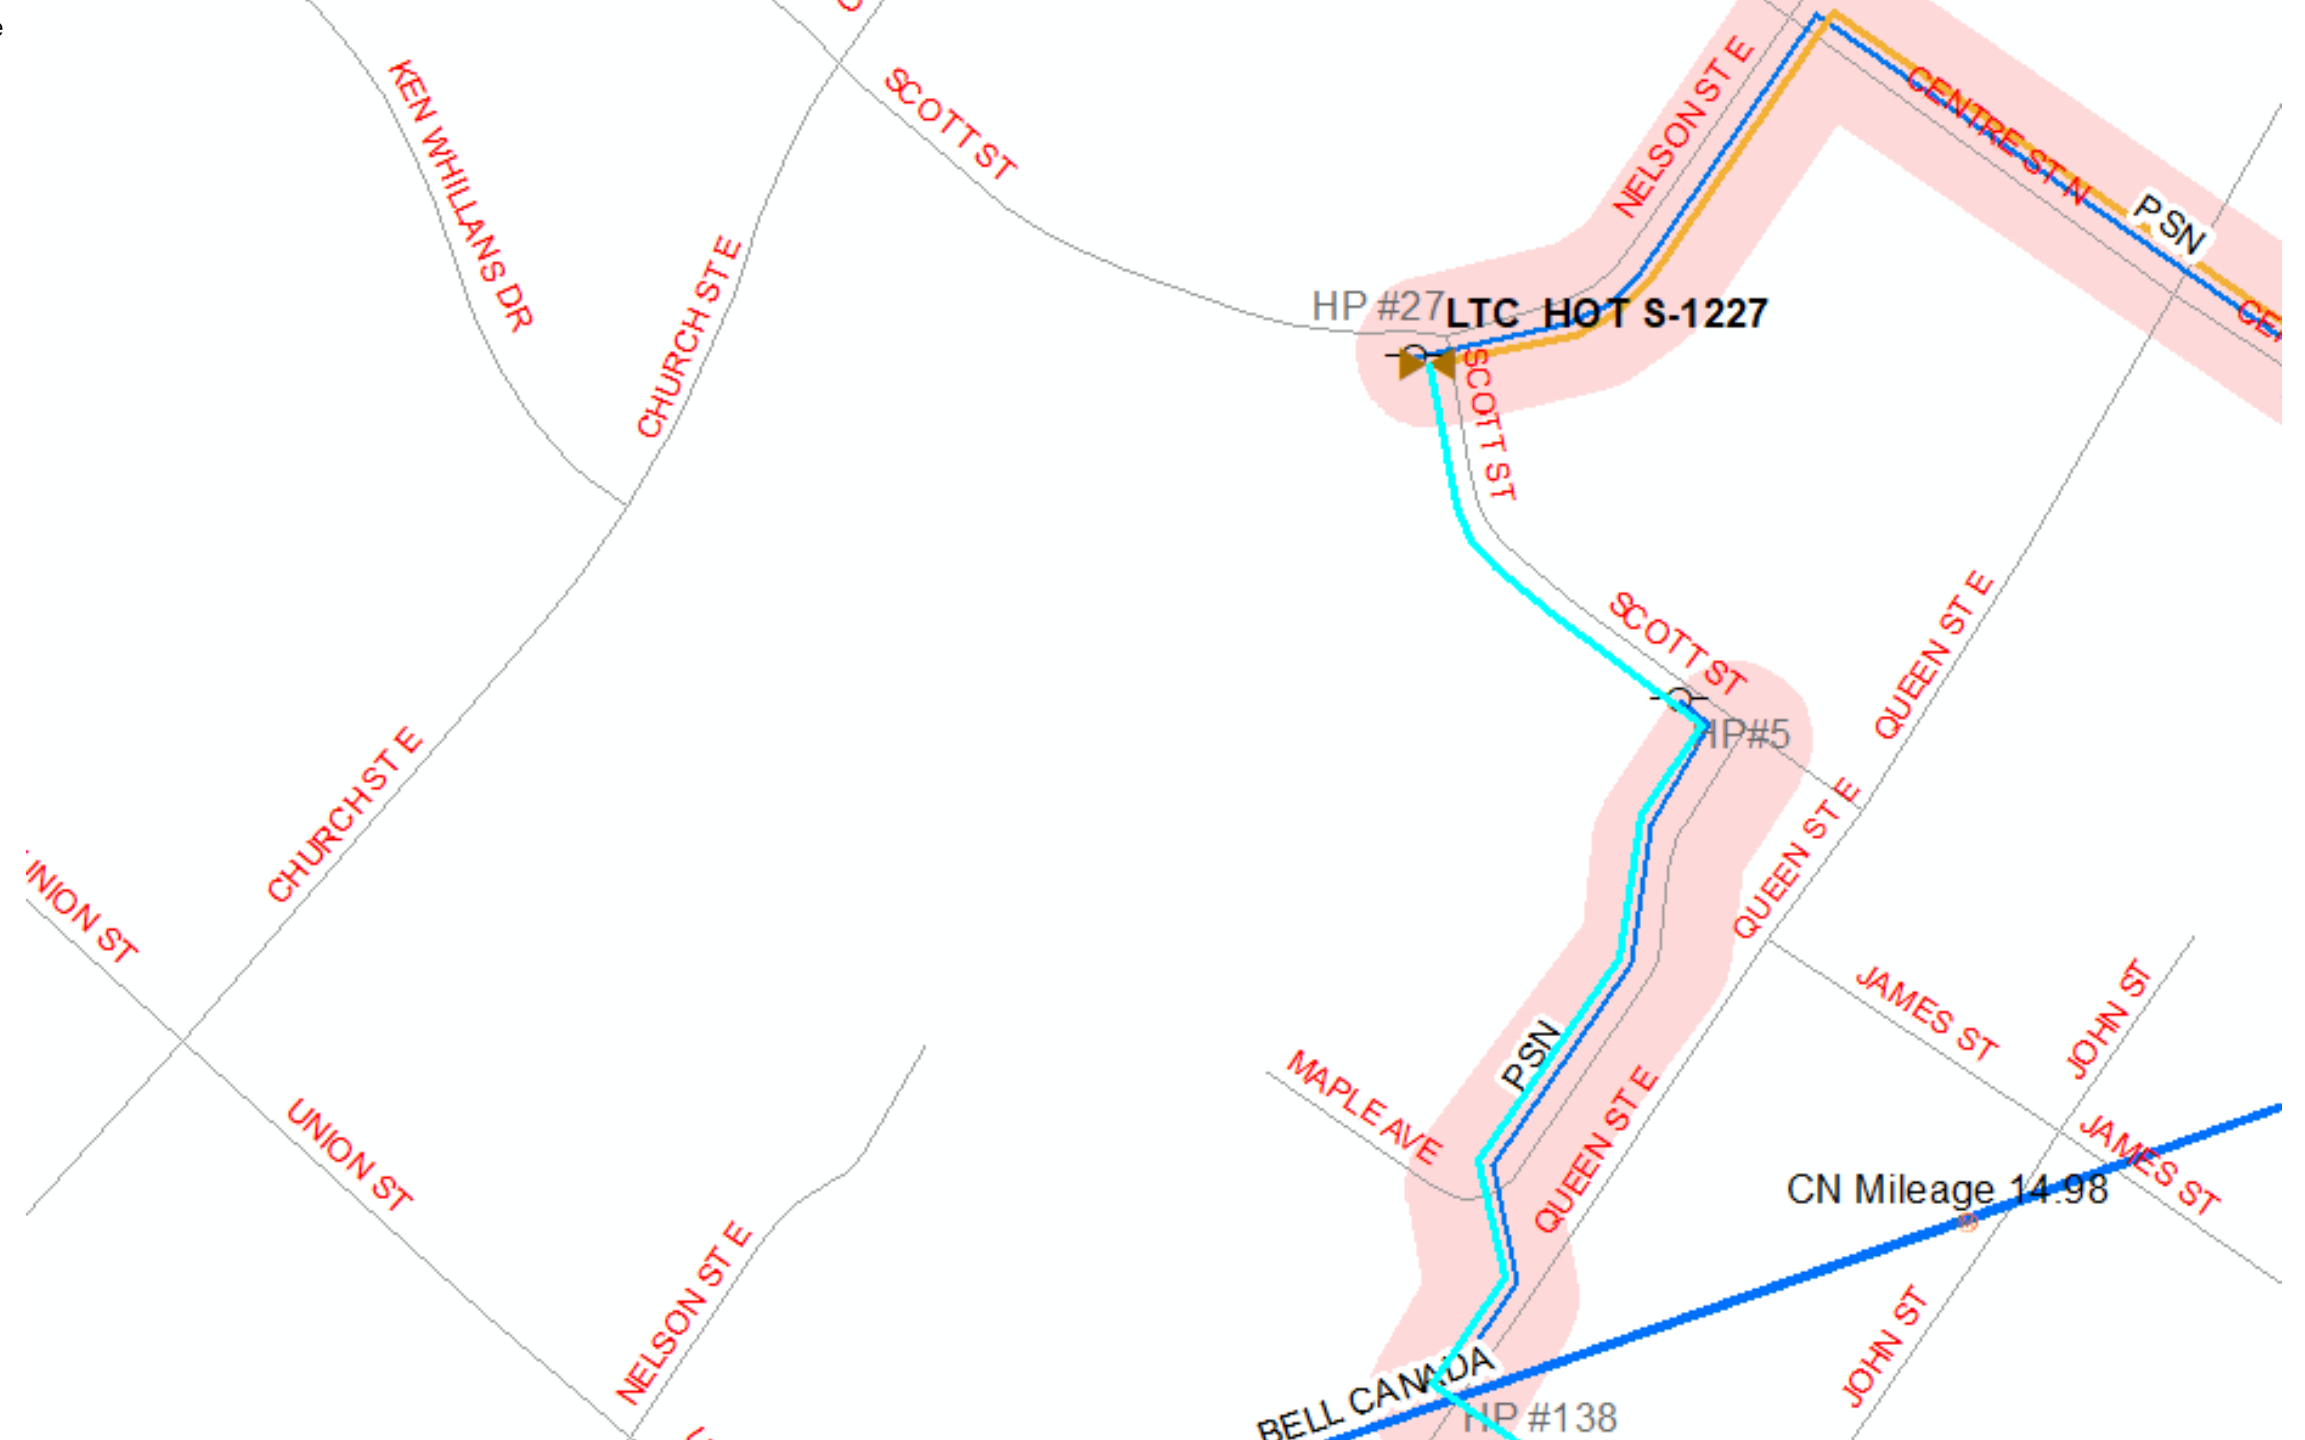 KEN WHILLANS DR
SCOTT ST
NELSON ST E
CENTRE ST N
PSN
CHURCH ST E
HP #27
LTC HOT S-1227
SCOTT ST
SCOTT ST
QUEEN ST E
HP#5
CHURCH ST E
QUEEN ST E
UNION ST
JAMES ST
JOHN ST
PSN
MAPLE AVE
UNION ST
QUEEN ST E
JAMES ST
CN Mileage 14.98
NELSON ST E
JOHN ST
BELL CANADA
HP #138